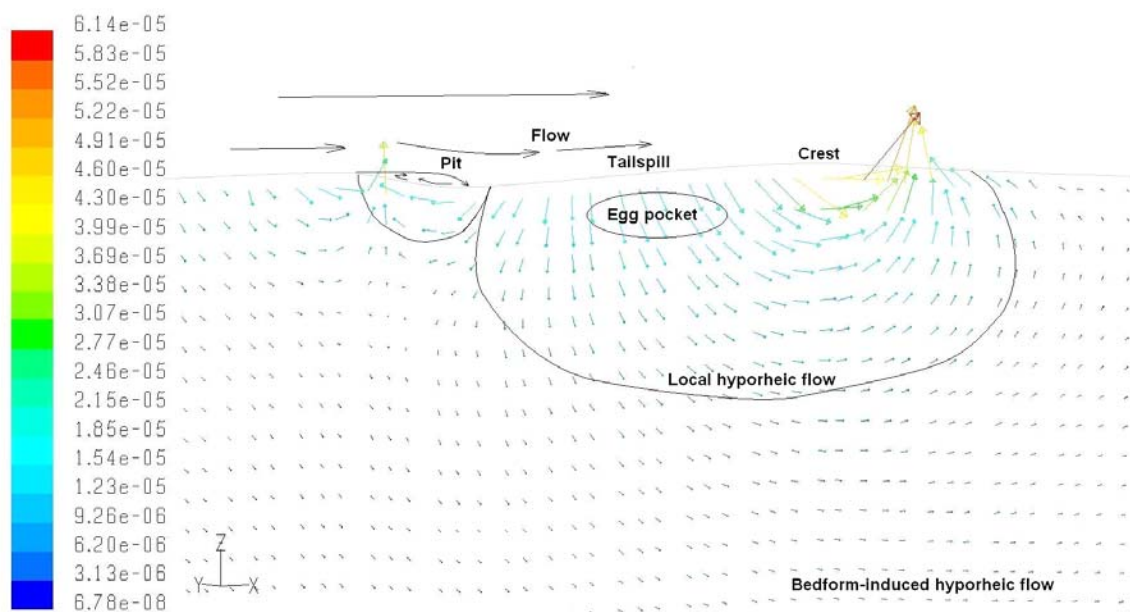 6.14e-05
5.83e-05
5.52e-05
5.22e-05
4.91e-05
4.60e-05
4.30e-05
3.99e-05
3.69e-05
3.38e-05
3.07e-05
2.77e-05
2.46e-05
2.15e-05
1.85e-05
1.54e-05
1.23e-05
9.26e-06
6.20e-06
3.13e-06
6.78e-08
Flow
Pit
Tailspill
Crest
Egg pocket
Local hyporheic flow
Bedform-induced hyporheic flow
Z
Y
X